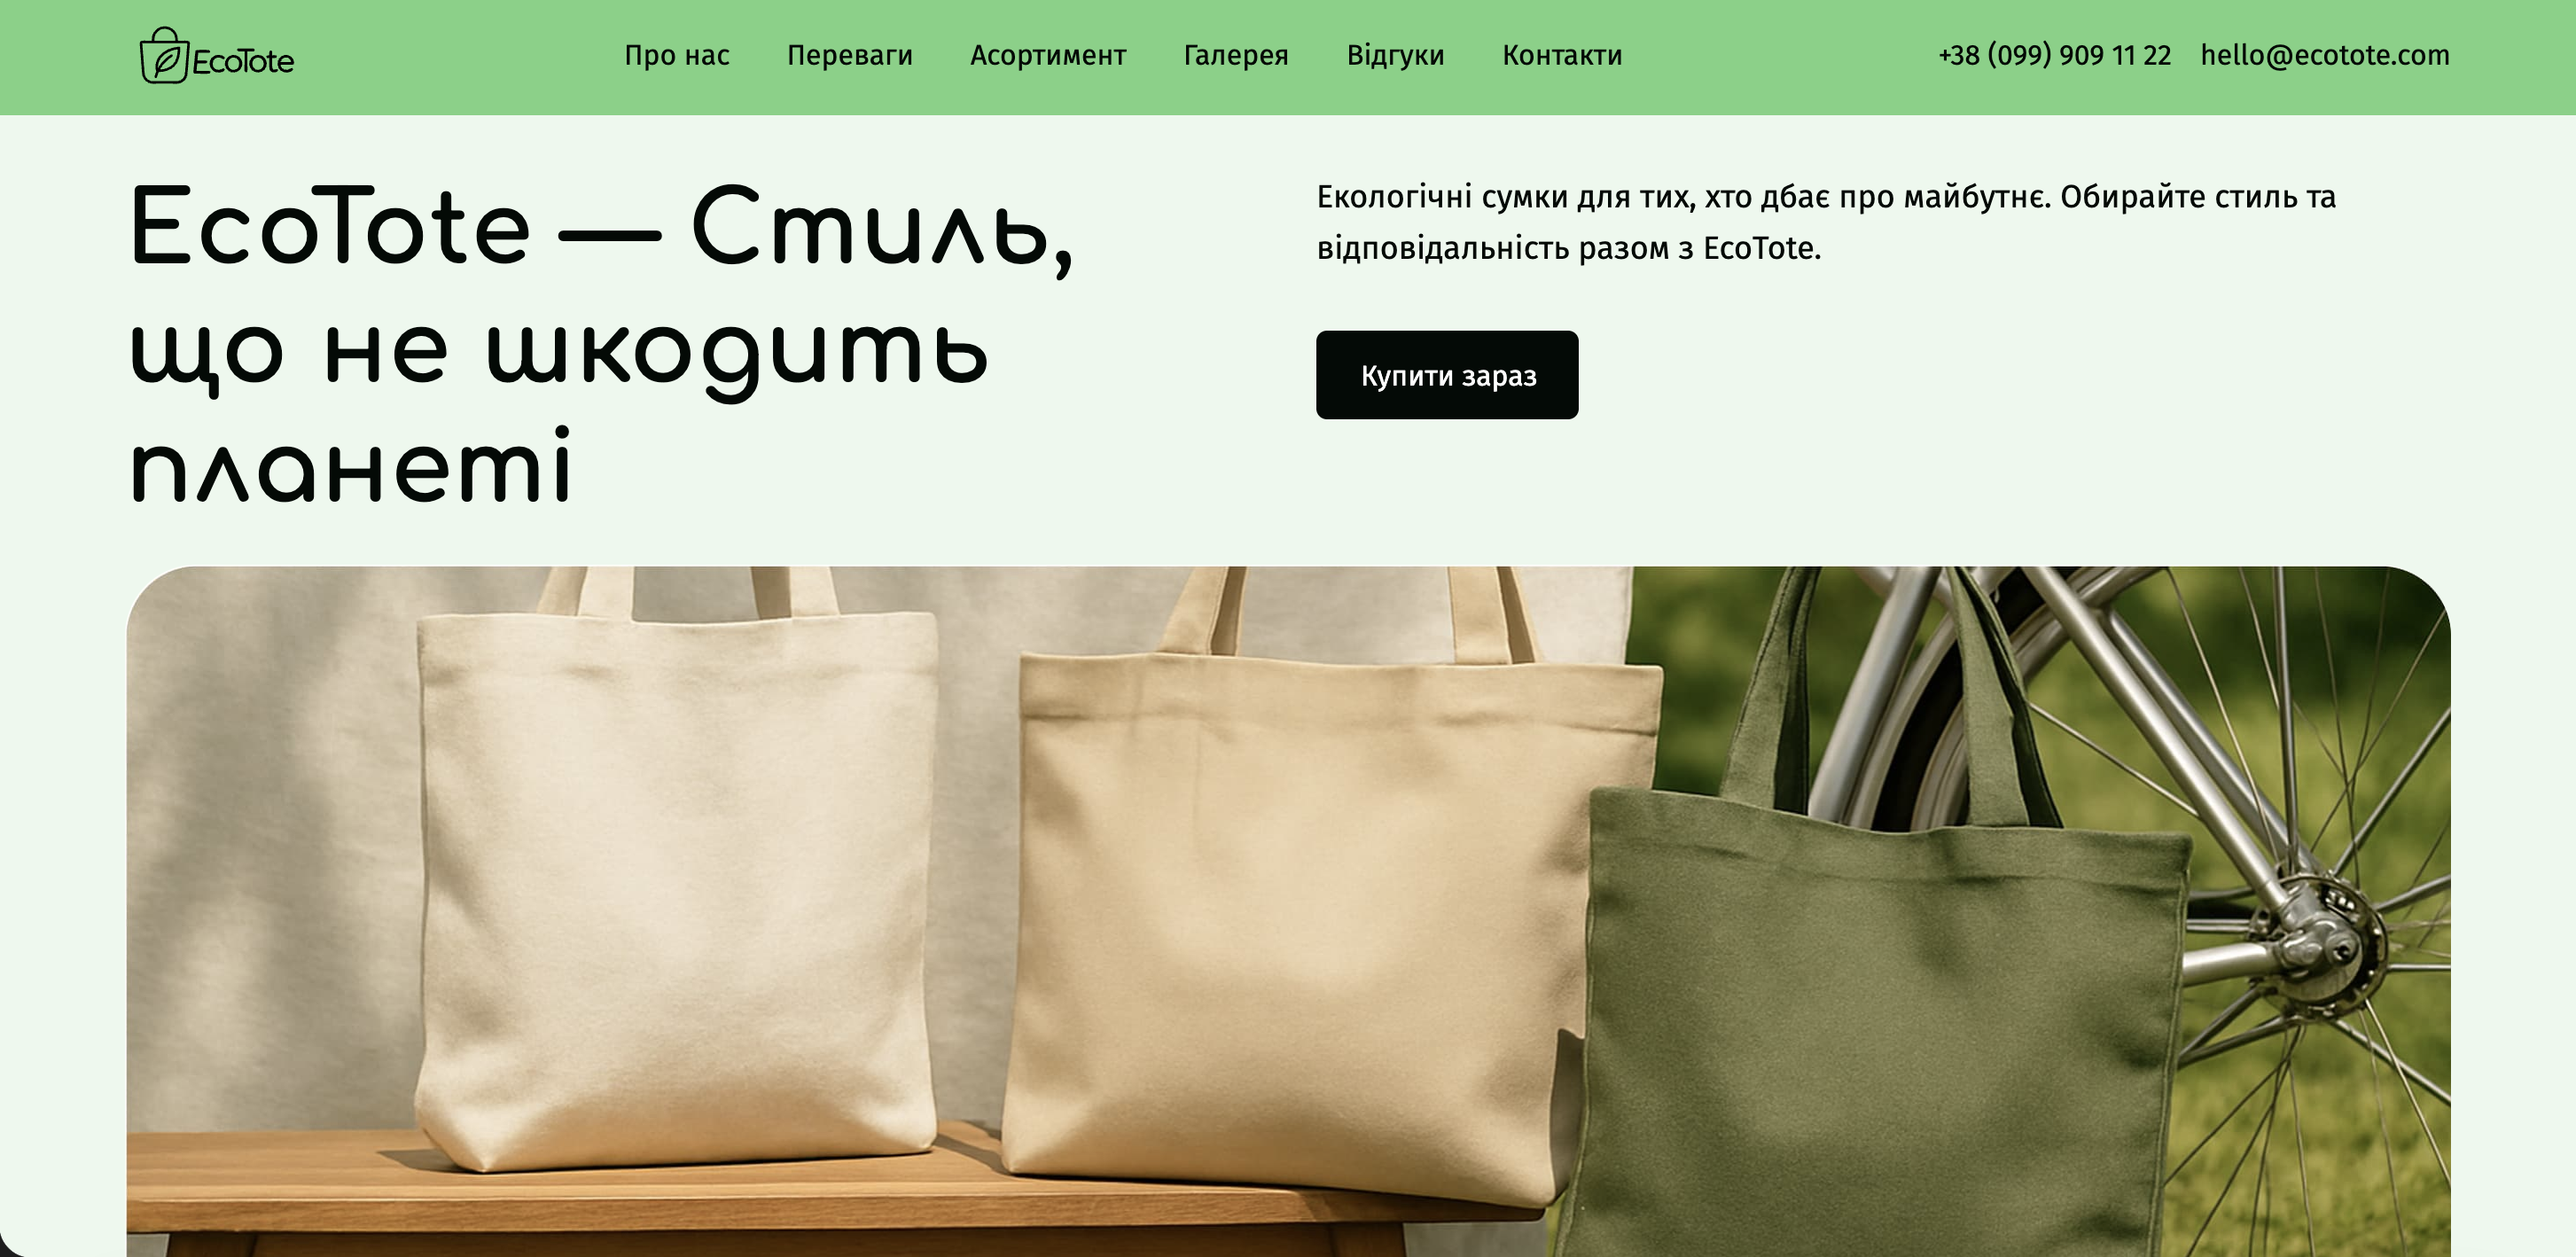 EcoTote
Про нас
Переваги
Асортимент
Галерея
Відгуки
Контакти
+38 (099) 909 11 22
hello@ecotote.com
EcoTote — Стиль,
що не шкодить
планеті
Екологічні сумки для тих, хто дбає про майбутнє. Обирайте стиль та
відповідальність разом з EcoTote.
Купити зараз